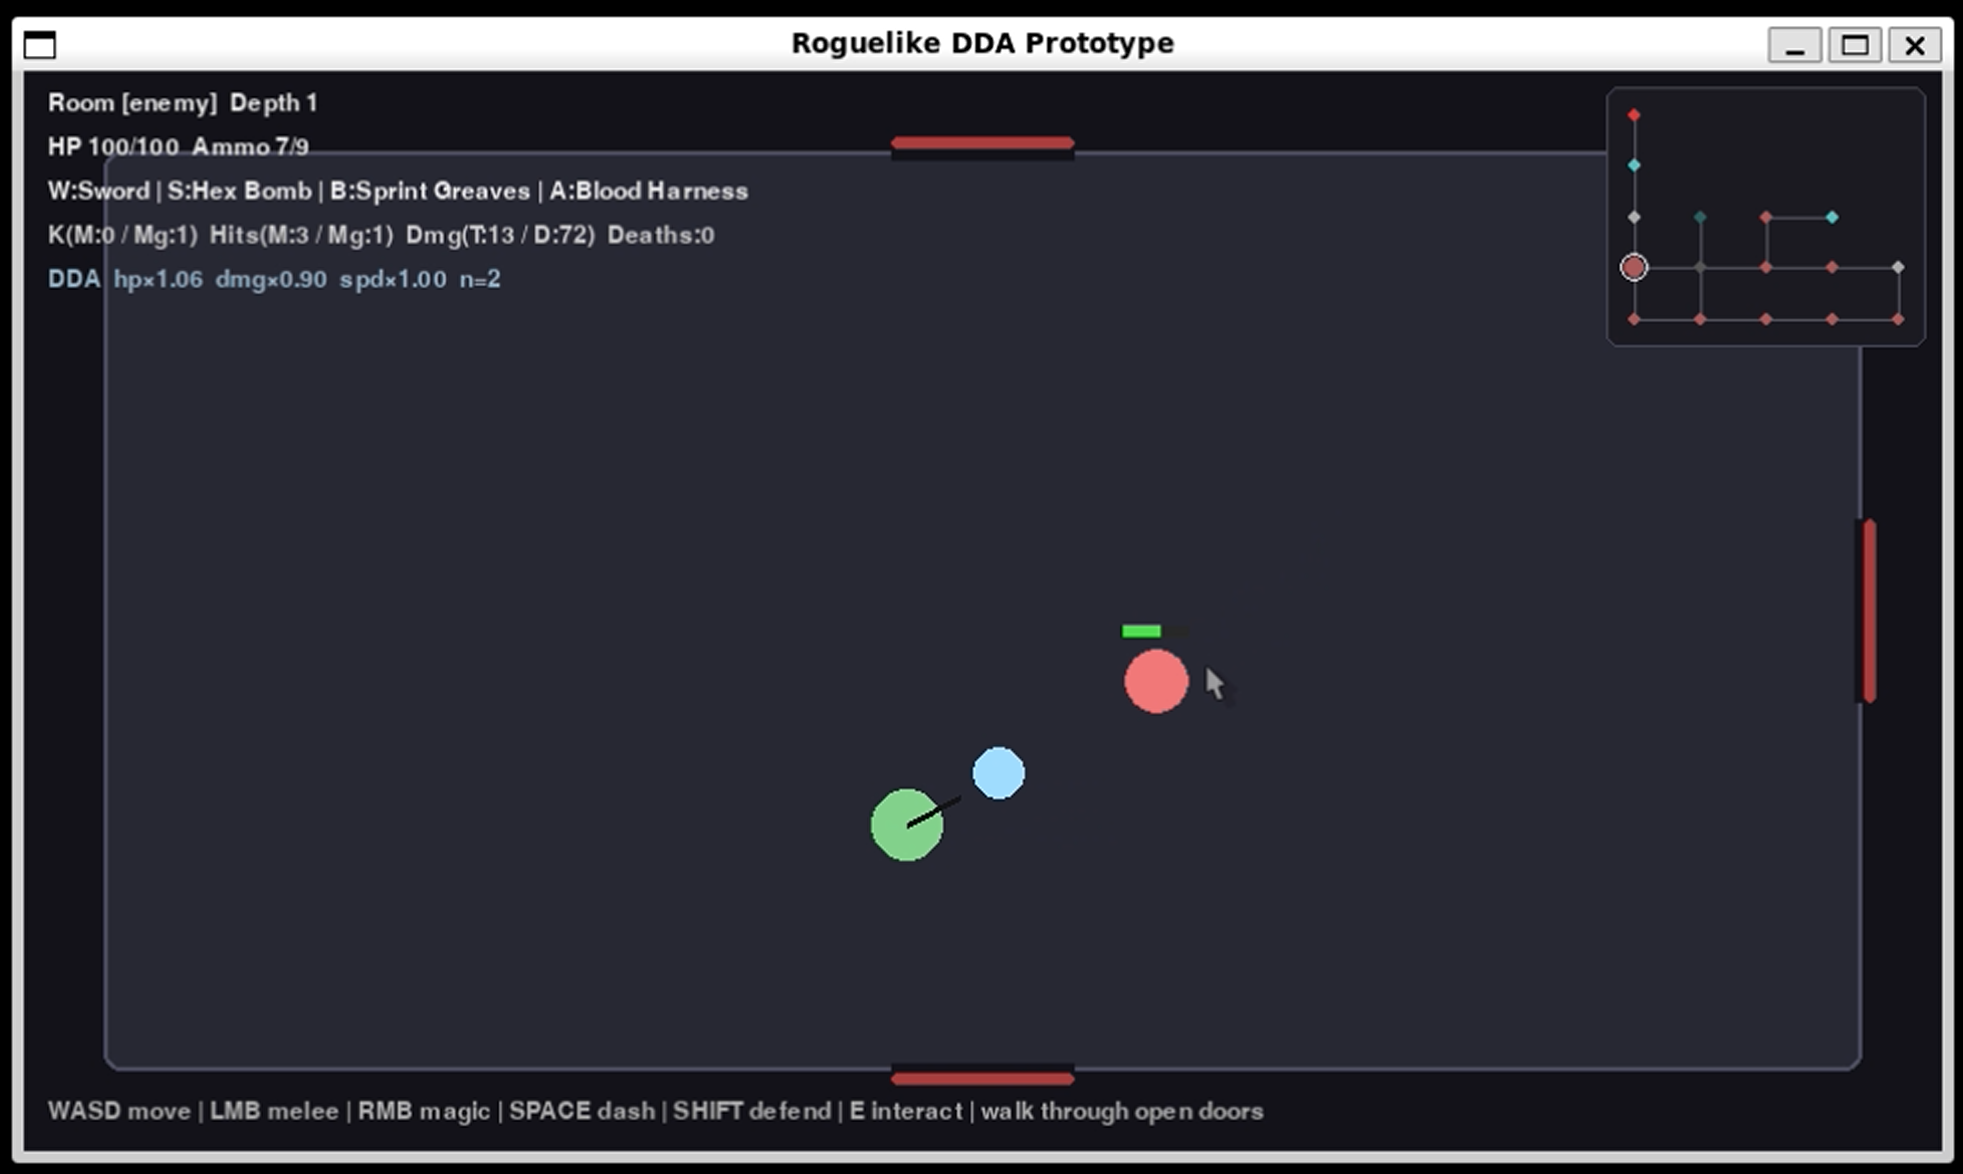 Roguelike DDA Prototype
Room [enemy] Depth 1
HP 100/100 Ammo 7/9
W:Sword | S:Hex Bomb | B:Sprint Greaves | A:Blood Harness
K(M:0 / Mg:1) Hits(M:3 / Mg:1) Dmg(T:13 / D:72) Deaths:0
DDA hp×1.06 dmg×0.90 spd×1.00 n=2
WASD move | LMB melee | RMB magic | SPACE dash | SHIFT defend | E interact | walk through open doors